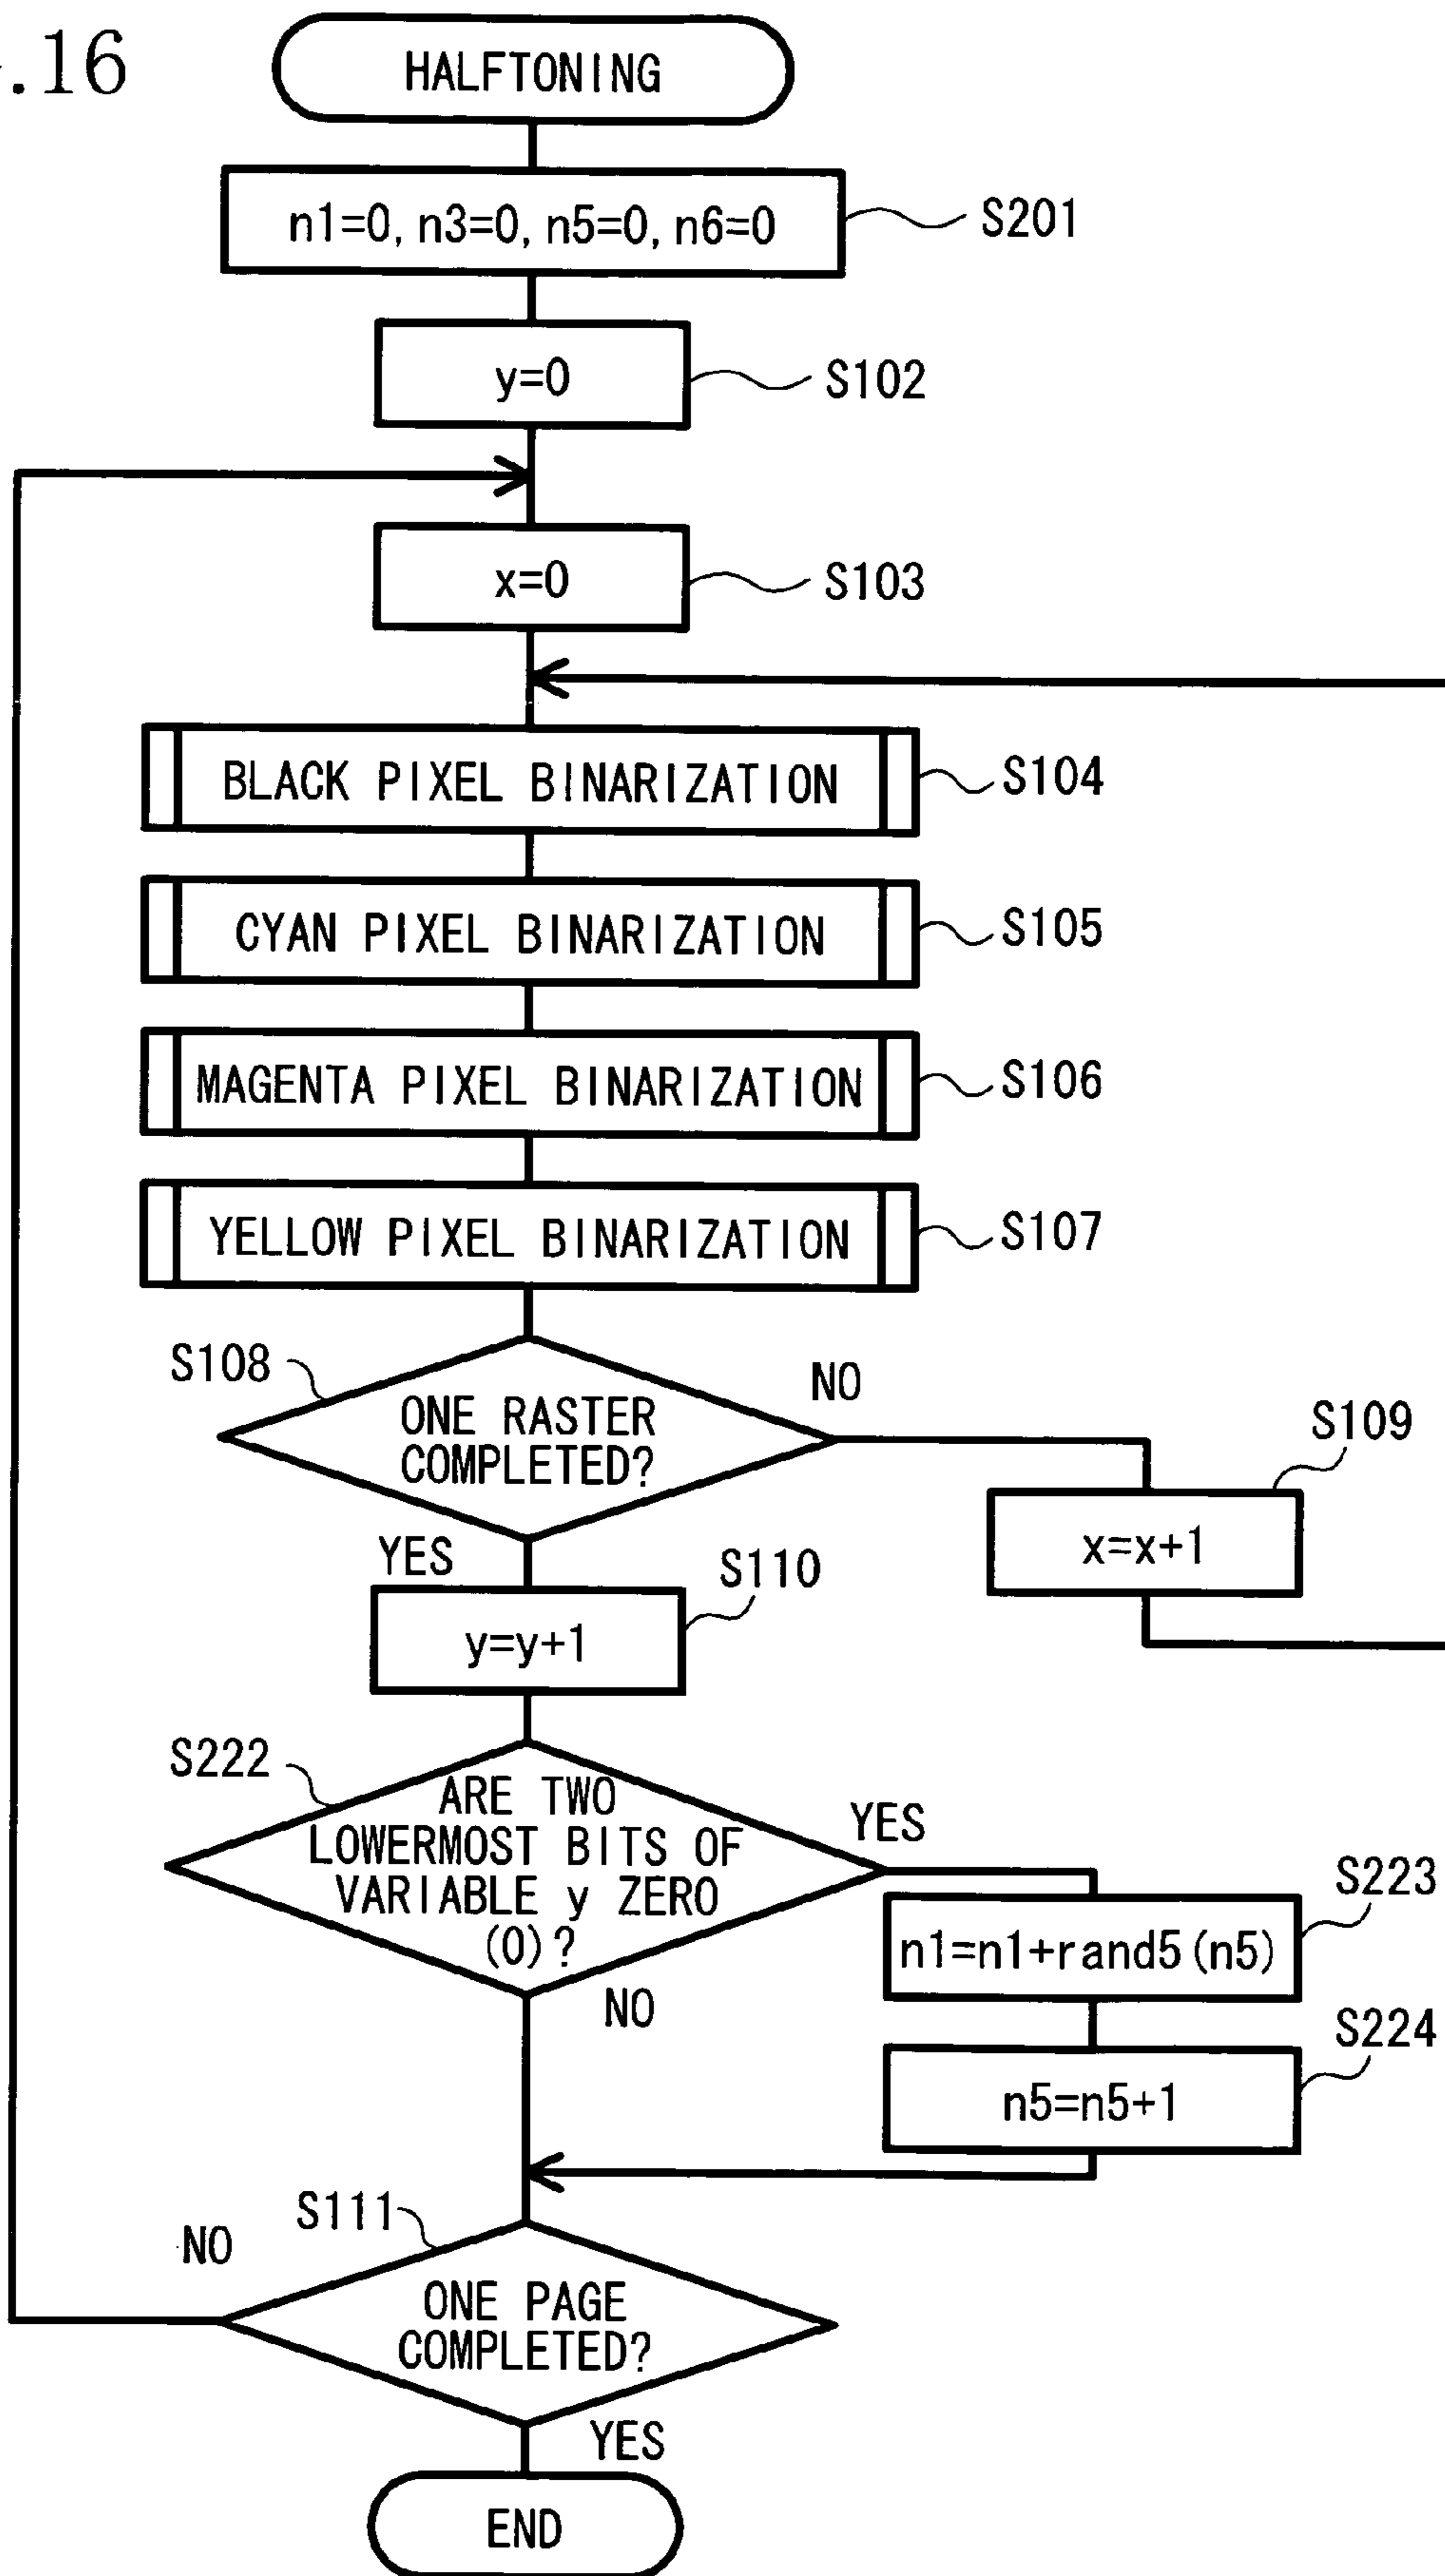 .16
HALFTONING
n1=0, n3=0, n5=0, n6=0
S201
y=0
S102
x=0
S103
BLACK PIXEL BINARIZATION
S104
CYAN PIXEL BINARIZATION
S105
MAGENTA PIXEL BINARIZATION
S106
YELLOW PIXEL BINARIZATION
S107
S108
ONE RASTER
COMPLETED?
NO
S109
x=x+1
YES
S110
y=y+1
S222
ARE TWO
LOWERMOST BITS OF
VARIABLE y ZERO
(0)?
YES
S223
n1=n1+rand5(n5)
NO
S224
n5=n5+1
S111
NO
ONE PAGE
COMPLETED?
YES
END